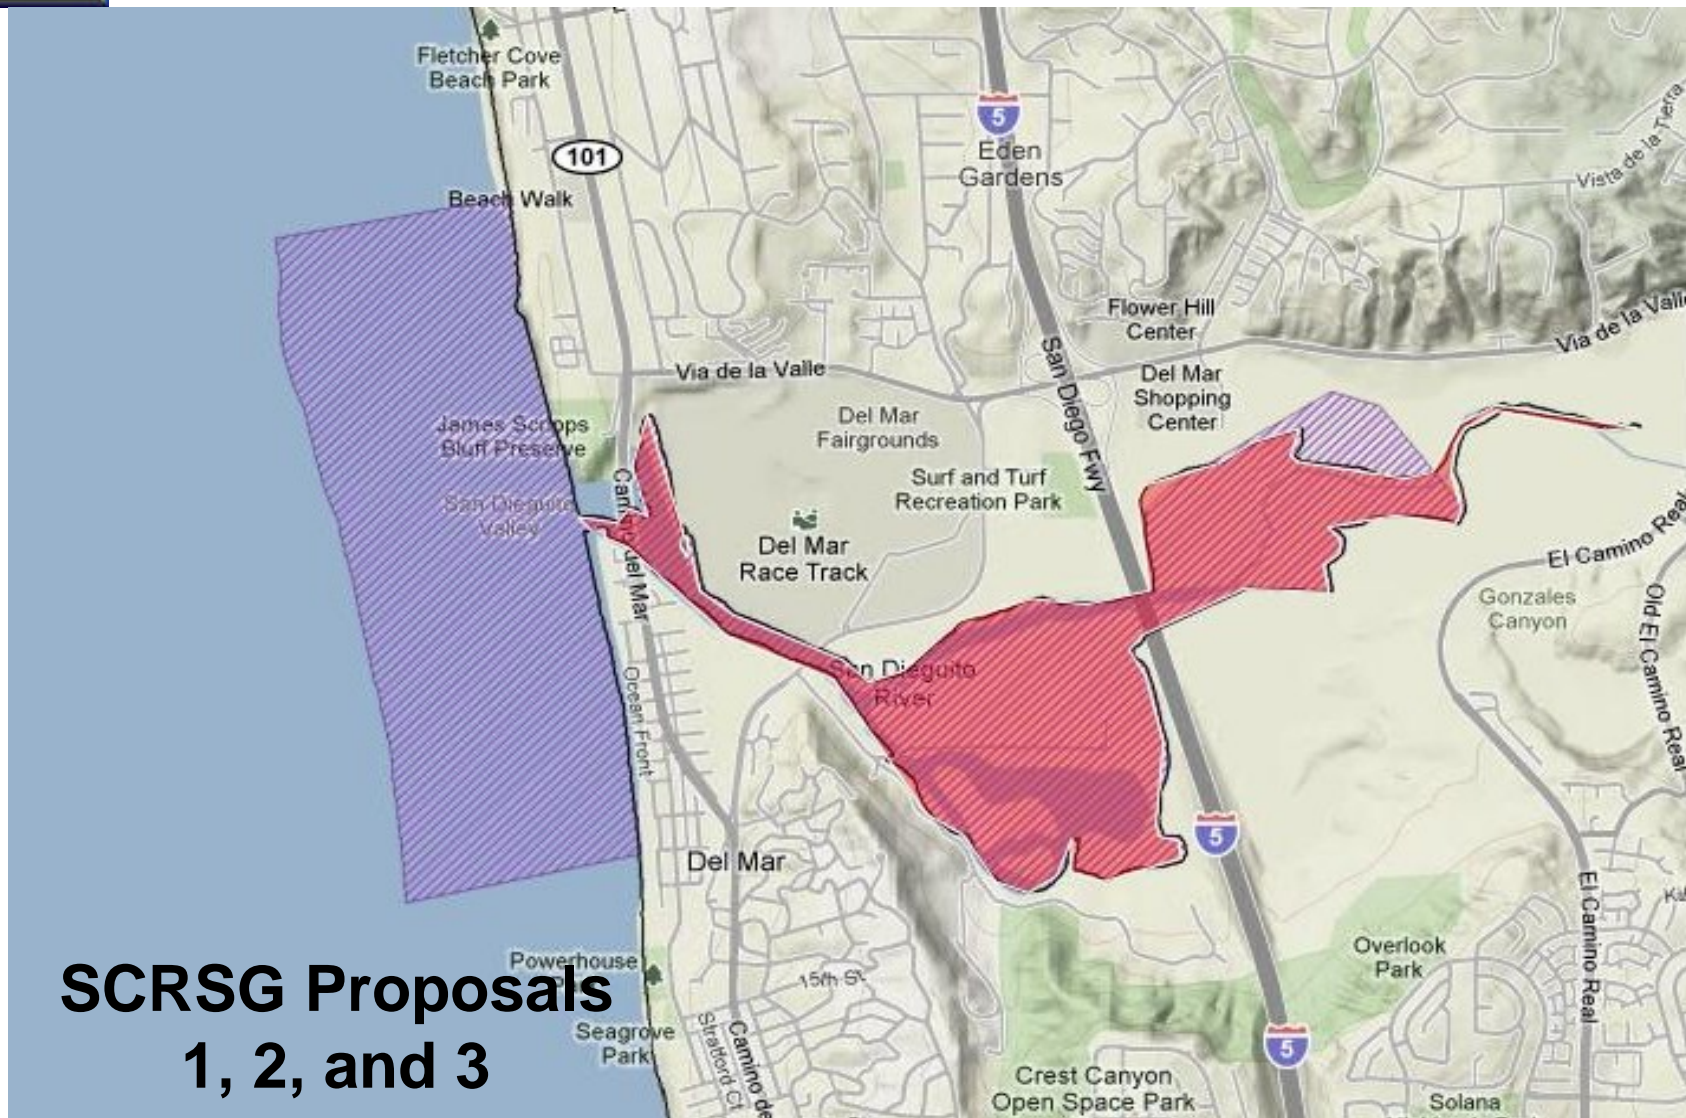 Fletcher Cove
Beach Park
5
Eden
Gardens
101
Vista de la Tierra
Beach Walk
Flower Hill
Center
Via de la Valle
San Diego Fwy
Via de la Valle
Del Mar
Shopping
Center
James Scripps
Bluff Preserve
Del Mar
Fairgrounds
Surf and Turf
Recreation Park
San Dieguito
Valley
Camino del Mar
Del Mar
Race Track
El Camino Real
Gonzales
Canyon
Old El Camino Real
San Dieguito
River
Ocean Front
5
Del Mar
El Camino Real
Overlook
Park
Powerhouse
15th St
SCRSG Proposals
1, 2, and 3
Seagrove
Park
Stratford Ct
Camino de
5
Crest Canyon
Open Space Park
Solana